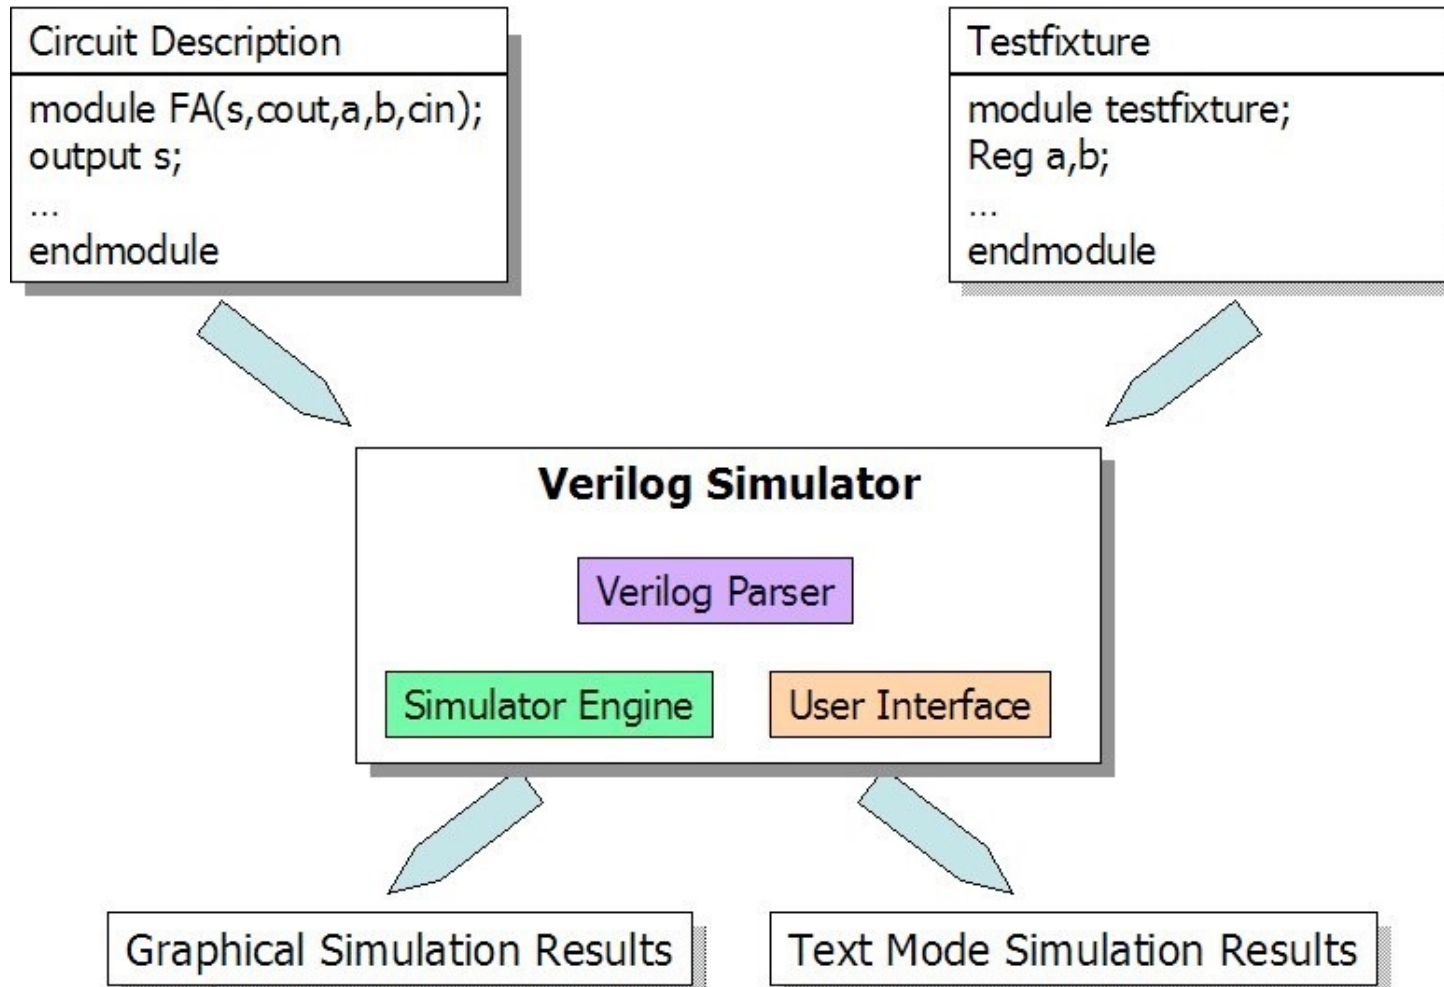 Circuit Description
module FA(s,cout,a,b,cin);
output s;
...
endmodule
Testfixture
module testfixture;
Reg a,b;
...
endmodule
Verilog Simulator
Verilog Parser
Simulator Engine
User Interface
Graphical Simulation Results
Text Mode Simulation Results